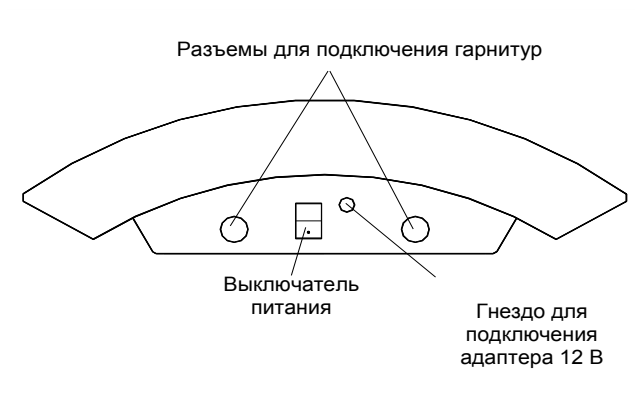 Разъемы для подключения гарнитур
Выключатель
питания
Гнездо для
подключения
адаптера 12 В